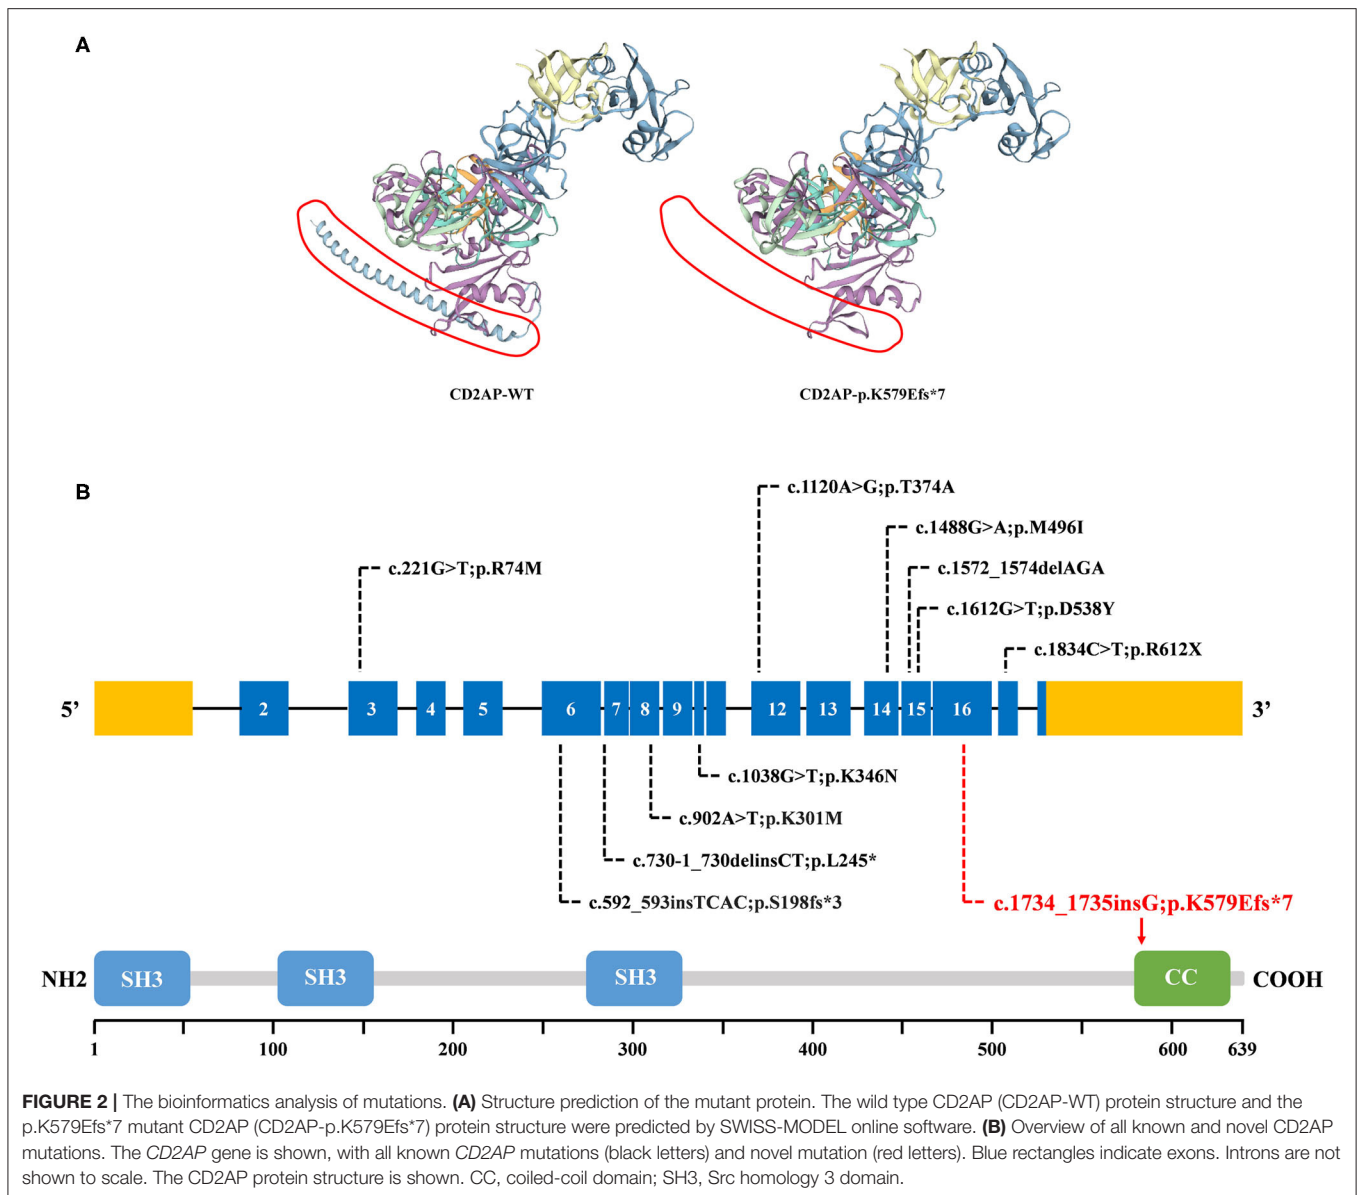 A
CD2AP-WT
CD2AP-p.K579Efs*7
B
c.1120A>G;p.T374A
c.1488G>A;p.M496I
c.221G>T;p.R74M
c.1572_1574delAGA
c.1612G>T;p.D538Y
c.1834C>T;p.R612X
5’ 2 3 4 5 6 7 8 9 12 13 14 15 16 3’
c.1038G>T;p.K346N
c.902A>T;p.K301M
c.730-1_730delinsCT;p.L245*
c.592_593insTCAC;p.S198fs*3
c.1734_1735insG;p.K579Efs*7
NH2 SH3 SH3 SH3 CC COOH
1 100 200 300 400 500 600 639
FIGURE 2 | The bioinformatics analysis of mutations. (A) Structure prediction of the mutant protein. The wild type CD2AP (CD2AP-WT) protein structure and the
p.K579Efs*7 mutant CD2AP (CD2AP-p.K579Efs*7) protein structure were predicted by SWISS-MODEL online software. (B) Overview of all known and novel CD2AP
mutations. The CD2AP gene is shown, with all known CD2AP mutations (black letters) and novel mutation (red letters). Blue rectangles indicate exons. Introns are not
shown to scale. The CD2AP protein structure is shown. CC, coiled-coil domain; SH3, Src homology 3 domain.